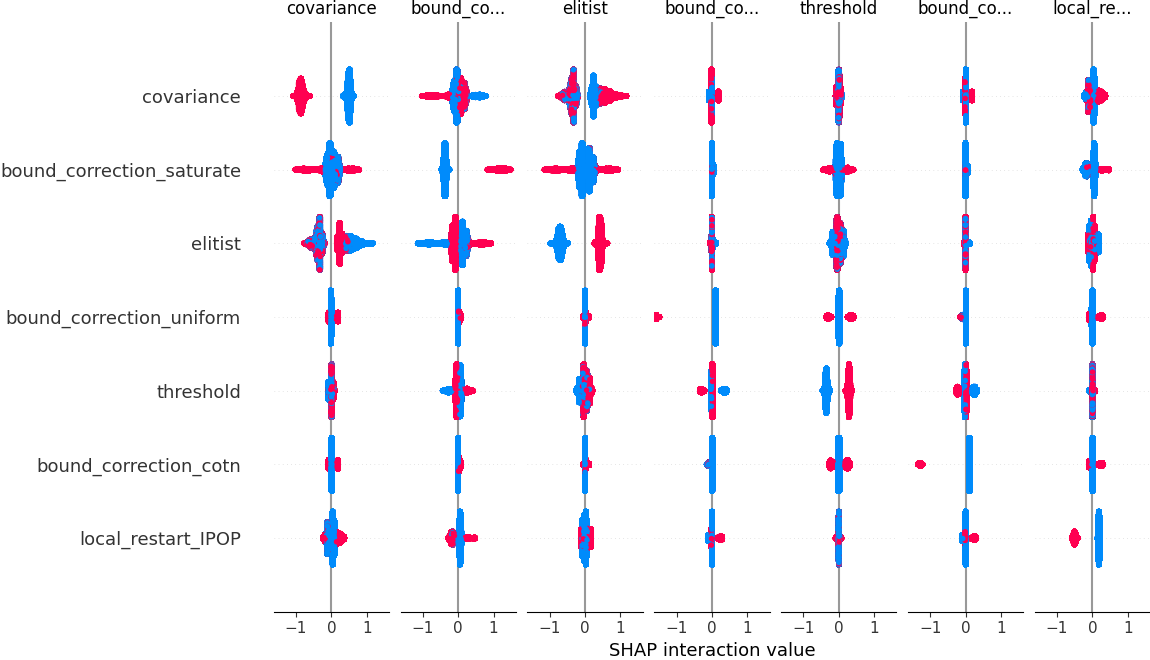 covariance bound_co... elitist bound_co... threshold bound_co... local_re...
covariance
bound_correction_saturate
elitist
bound_correction_uniform
threshold
bound_correction_cotn
local_restart_IPOP
−1 0 1 −1 0 1 −1 0 1 −1 0 1 −1 0 1 −1 0 1 −1 0 1
SHAP interaction value